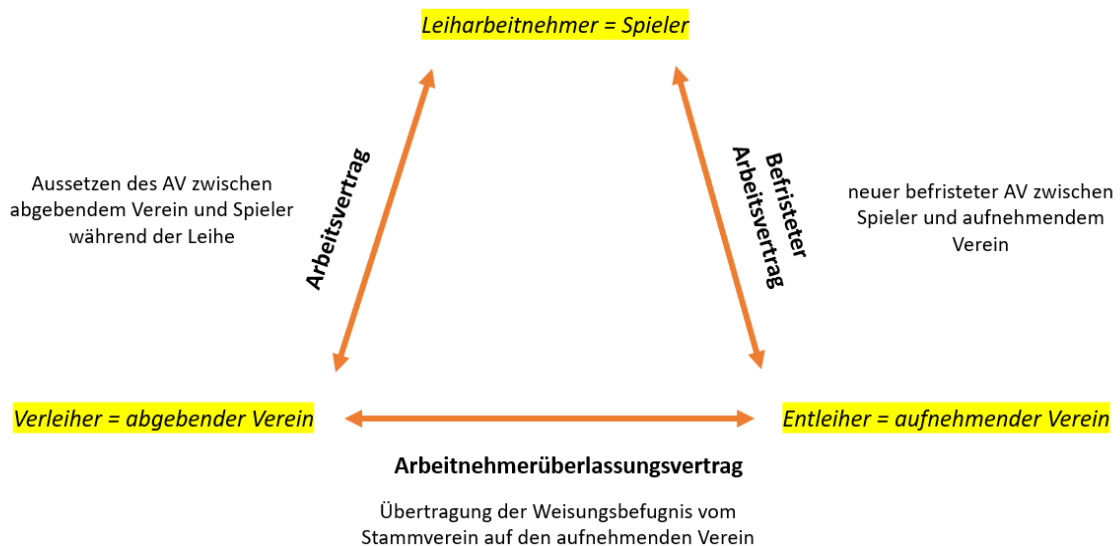 Leiharbeitnehmer = Spieler
Arbeitsvertrag
Befristeter
Arbeitsvertrag
Aussetzen des AV zwischen
abgebendem Verein und Spieler
während der Leihe
neuer befristeter AV zwischen
Spieler und aufnehmendem
Verein
Verleiher = abgebender Verein
Entleiher = aufnehmender Verein
Arbeitnehmerüberlassungsvertrag
Übertragung der Weisungsbefugnis vom
Stammverein auf den aufnehmenden Verein